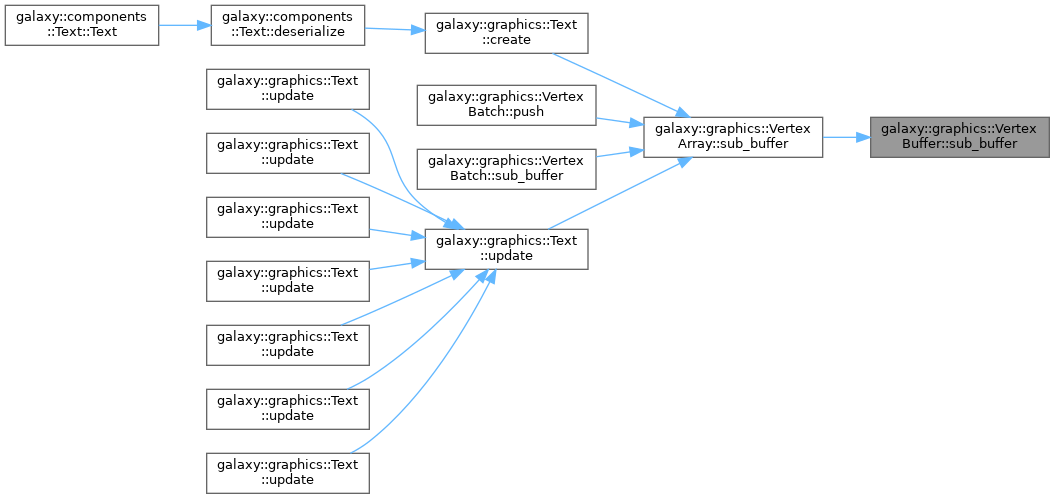 galaxy::components
::Text::Text
galaxy::components
::Text::deserialize
galaxy::graphics::Text
::create
galaxy::graphics::Text
::update
galaxy::graphics::Vertex
Batch::push
galaxy::graphics::Vertex
Array::sub_buffer
galaxy::graphics::Vertex
Buffer::sub_buffer
galaxy::graphics::Text
::update
galaxy::graphics::Vertex
Batch::sub_buffer
galaxy::graphics::Text
::update
galaxy::graphics::Text
::update
galaxy::graphics::Text
::update
galaxy::graphics::Text
::update
galaxy::graphics::Text
::update
galaxy::graphics::Text
::update